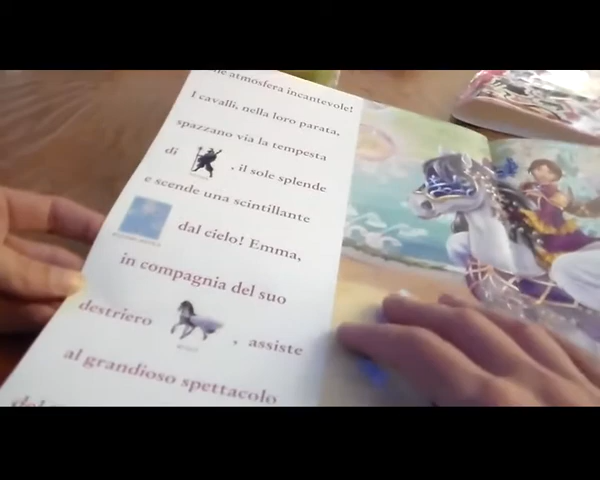 atmosfera incantevole!
I cavalli, nella loro parata,
spazzano via la tempesta
di , il sole splende
e scende una scintillante
dal cielo! Emma,
in compagnia del suo
destriero , assiste
al grandioso spettacolo